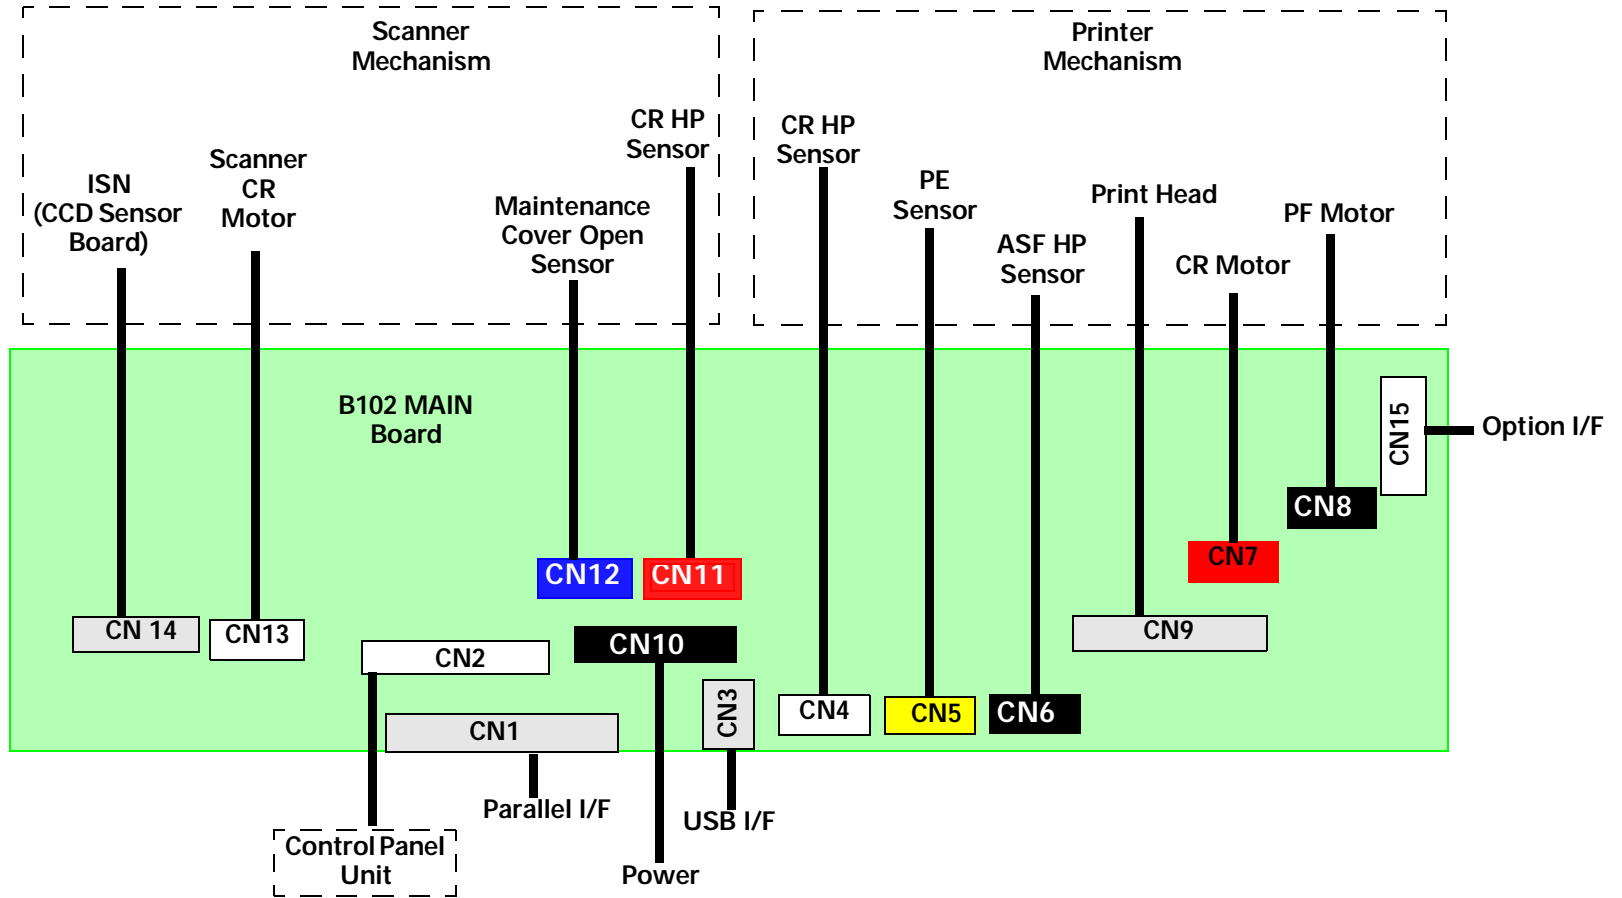 Scanner
Mechanism
Printer
Mechanism
CR HP
Sensor
CR HP
Sensor
Scanner
CR
Motor
ISN
(CCD Sensor
Board)
Maintenance
Cover Open
Sensor
PE
Sensor
ASF HP
Sensor
Print Head
CR Motor
PF Motor
B102 MAIN
Board
CN15
Option I/F
CN8
CN7
CN12
CN11
CN 14
CN13
CN2
CN10
CN9
CN3
CN4
CN5
CN6
CN1
Parallel I/F
USB I/F
Control Panel
Unit
Power